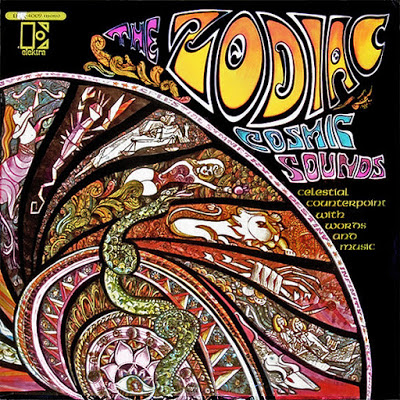 elektra
THE
ZODIAC
COSMIC
SOUNDS
celestial
counterpoint
with
words
and
music